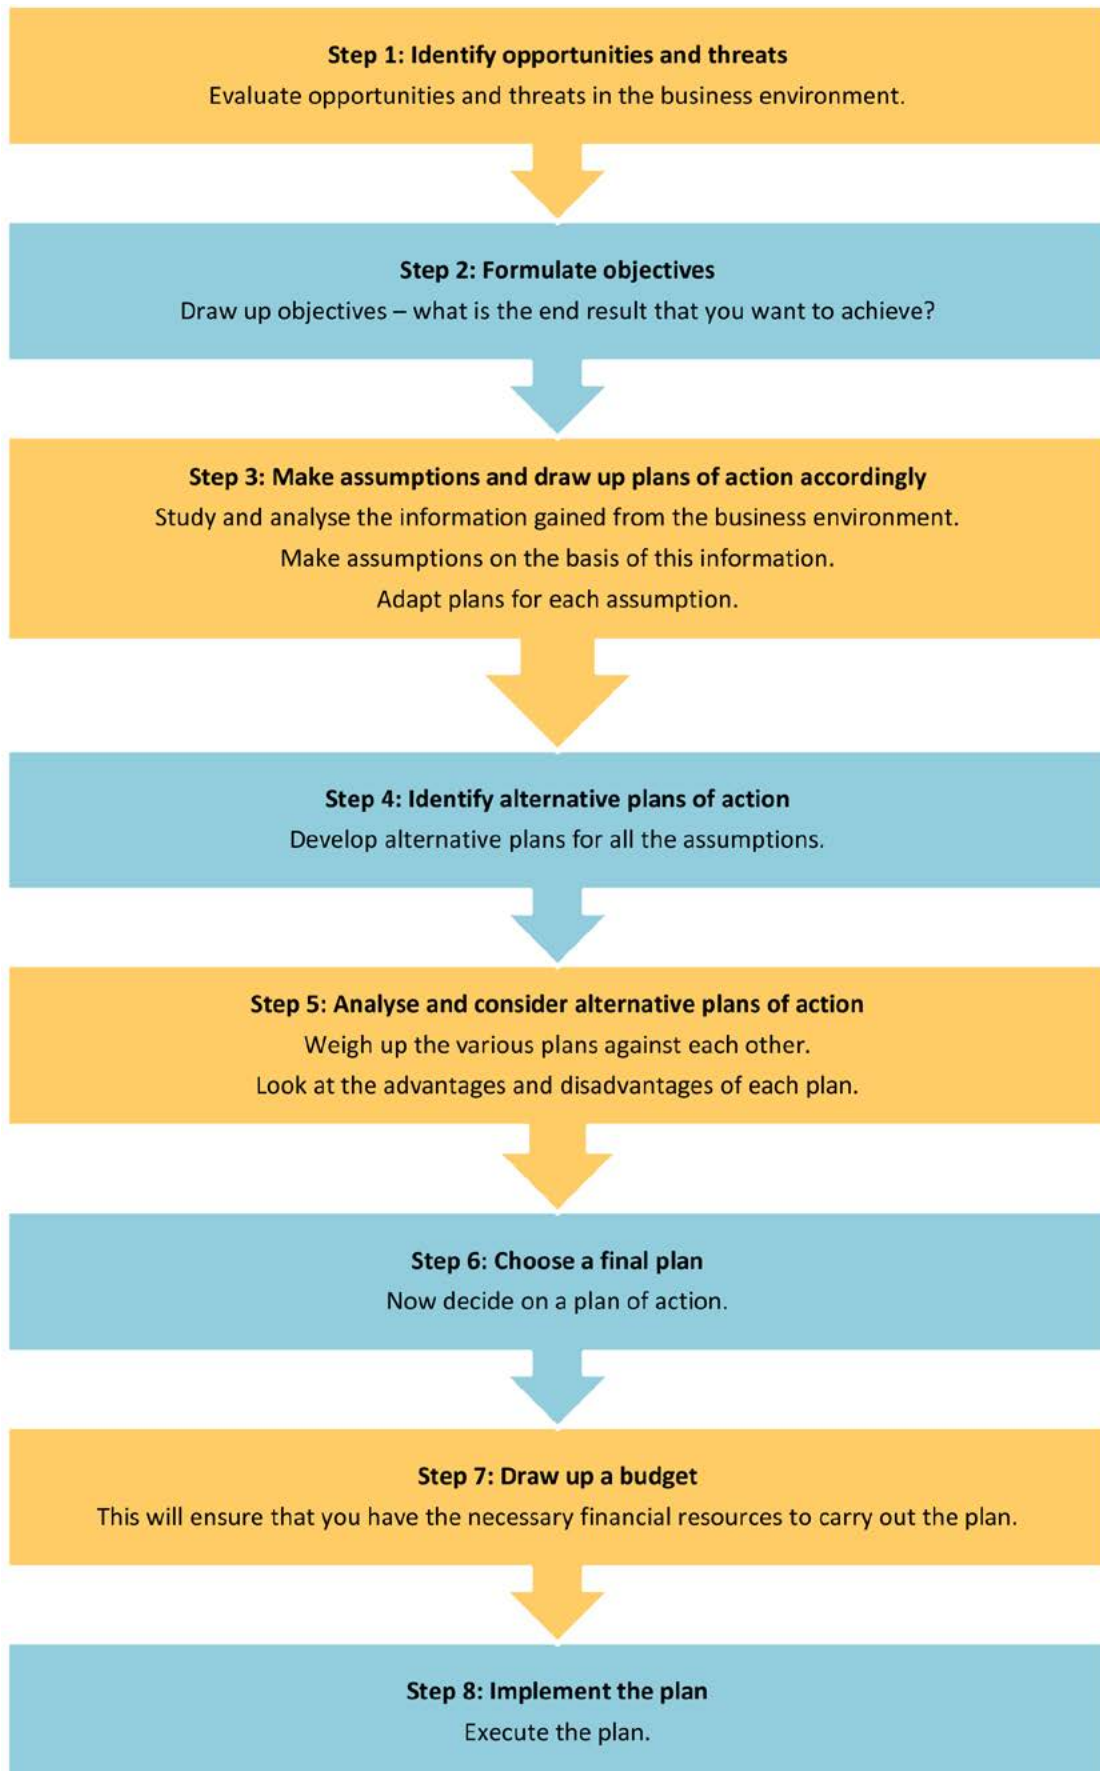 Step 1: Identify opportunities and threats
Evaluate opportunities and threats in the business environment.
Step 2: Formulate objectives
Draw up objectives – what is the end result that you want to achieve?
Step 3: Make assumptions and draw up plans of action accordingly
Study and analyse the information gained from the business environment.
Make assumptions on the basis of this information.
Adapt plans for each assumption.
Step 4: Identify alternative plans of action
Develop alternative plans for all the assumptions.
Step 5: Analyse and consider alternative plans of action
Weigh up the various plans against each other.
Look at the advantages and disadvantages of each plan.
Step 6: Choose a final plan
Now decide on a plan of action.
Step 7: Draw up a budget
This will ensure that you have the necessary financial resources to carry out the plan.
Step 8: Implement the plan
Execute the plan.